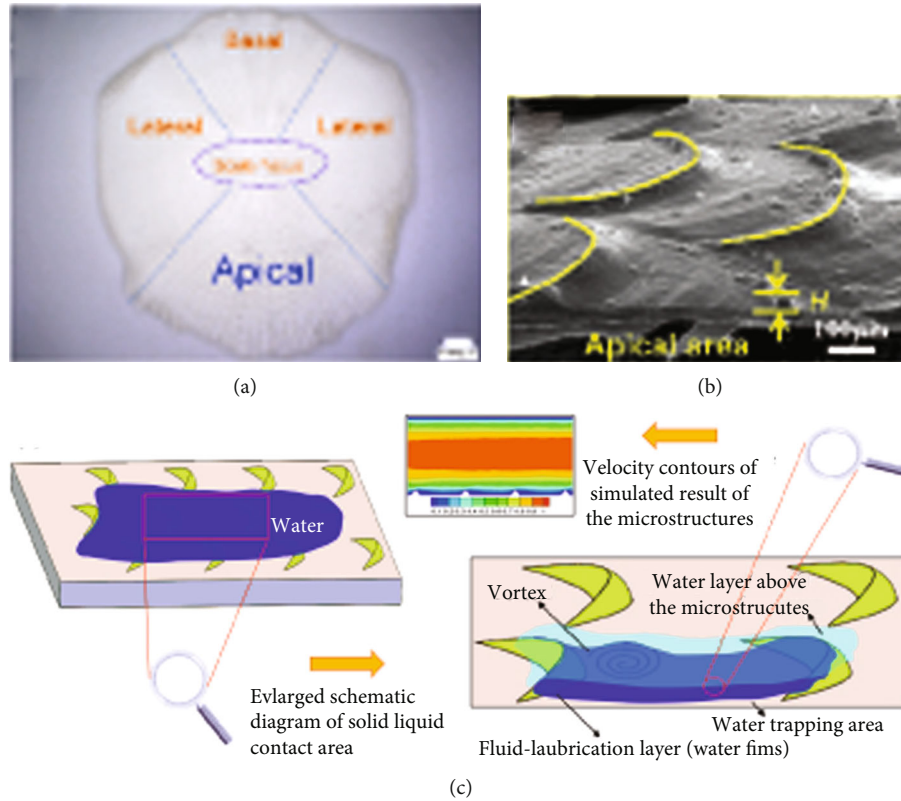 Basal
Lateral
Lateral
Apical
(a)
H
100μm
Apical area
(b)
Water
Evlarged schematic
diagram of solid liquid
contact area
Velocity contours of
simulated result of
the microstructures
Vortex
Water layer above
the microstrucutes
Water trapping area
Fluid-laubrication layer (water fims)
(c)